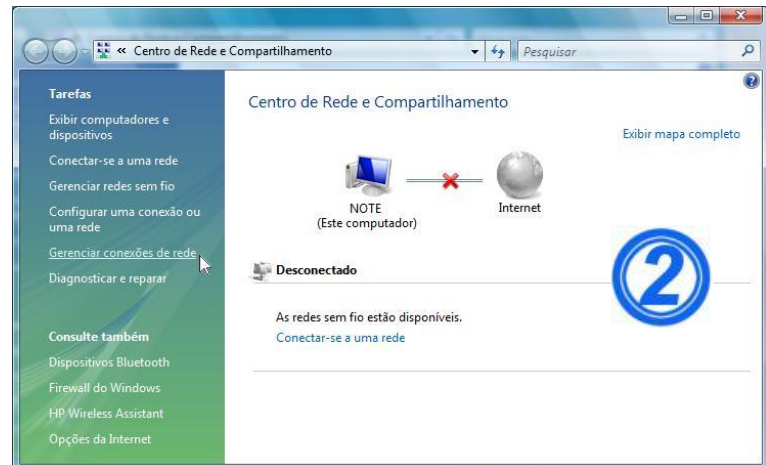 « Centro de Rede e Compartilhamento
Pesquisar
Tarefas
Exibir computadores e
dispositivos
Conectar-se a uma rede
Gerenciar redes sem fio
Configurar uma conexão ou
uma rede
Gerenciar conexões de rede
Diagnosticar e reparar
Consulte também
Dispositivos Bluetooth
Firewall do Windows
HP Wireless Assistant
Opções da Internet
Centro de Rede e Compartilhamento
Exibir mapa completo
NOTE
(Este computador)
Internet
Desconectado
As redes sem fio estão disponíveis.
Conectar-se a uma rede
2